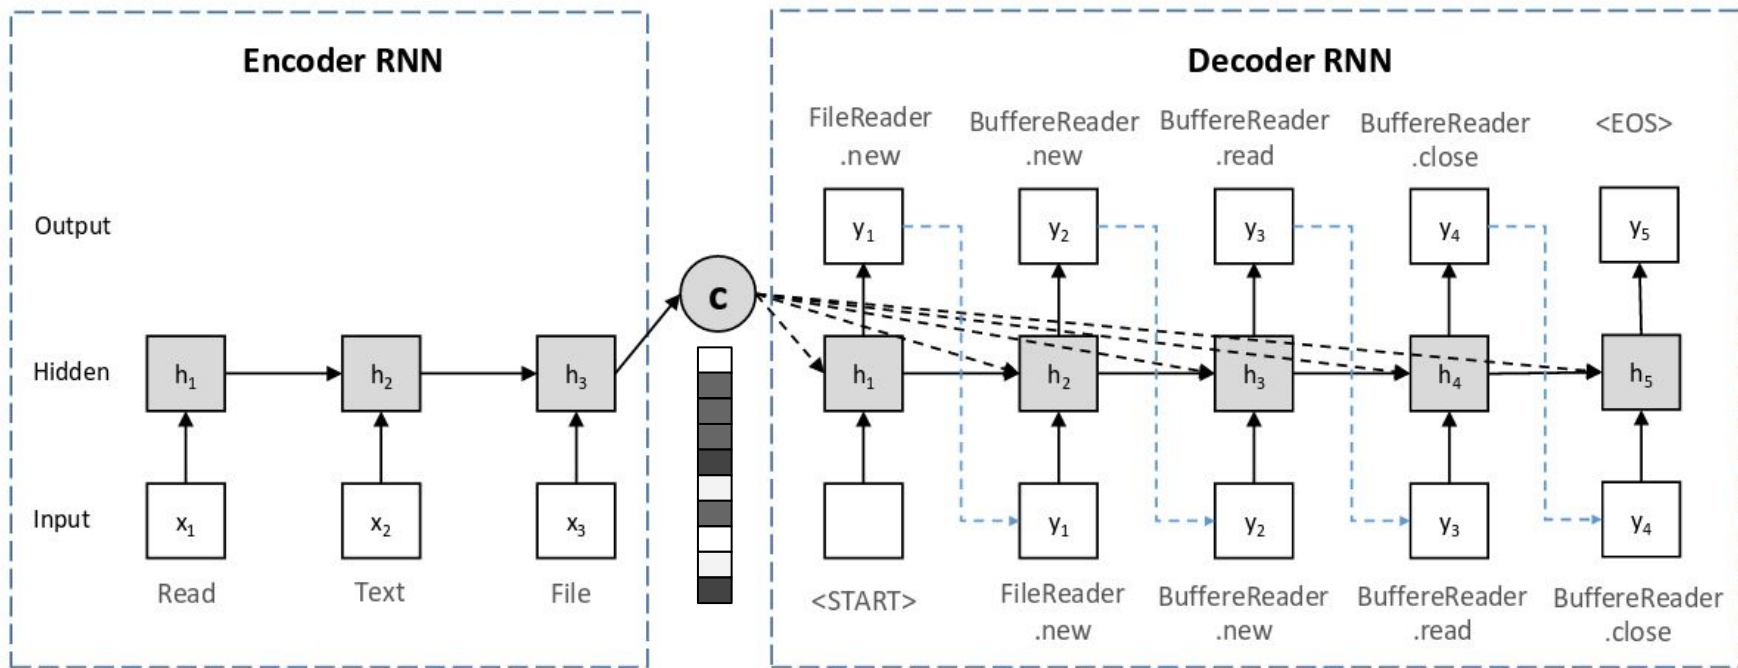 Encoder RNN
Decoder RNN
FileReader
.new
BuffereReader
.new
BuffereReader
.read
BuffereReader
.close
<EOS>
Output
y1
y2
y3
y4
y5
c
Hidden
h1
h2
h3
h1
h2
h3
h4
h5
Input
x1
x2
x3
y1
y2
y3
y4
Read
Text
File
<START>
FileReader
.new
BuffereReader
.new
BuffereReader
.read
BuffereReader
.close